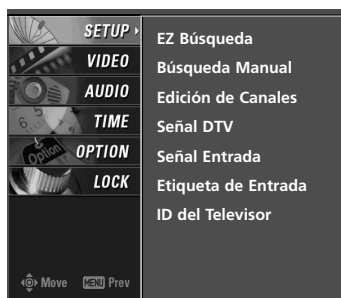 SETUP
VIDEO
AUDIO
TIME
OPTION
LOCK
Move MENU Prev
EZ Búsqueda
Búsqueda Manual
Edición de Canales
Señal DTV
Señal Entrada
Etiqueta de Entrada
ID del Televisor